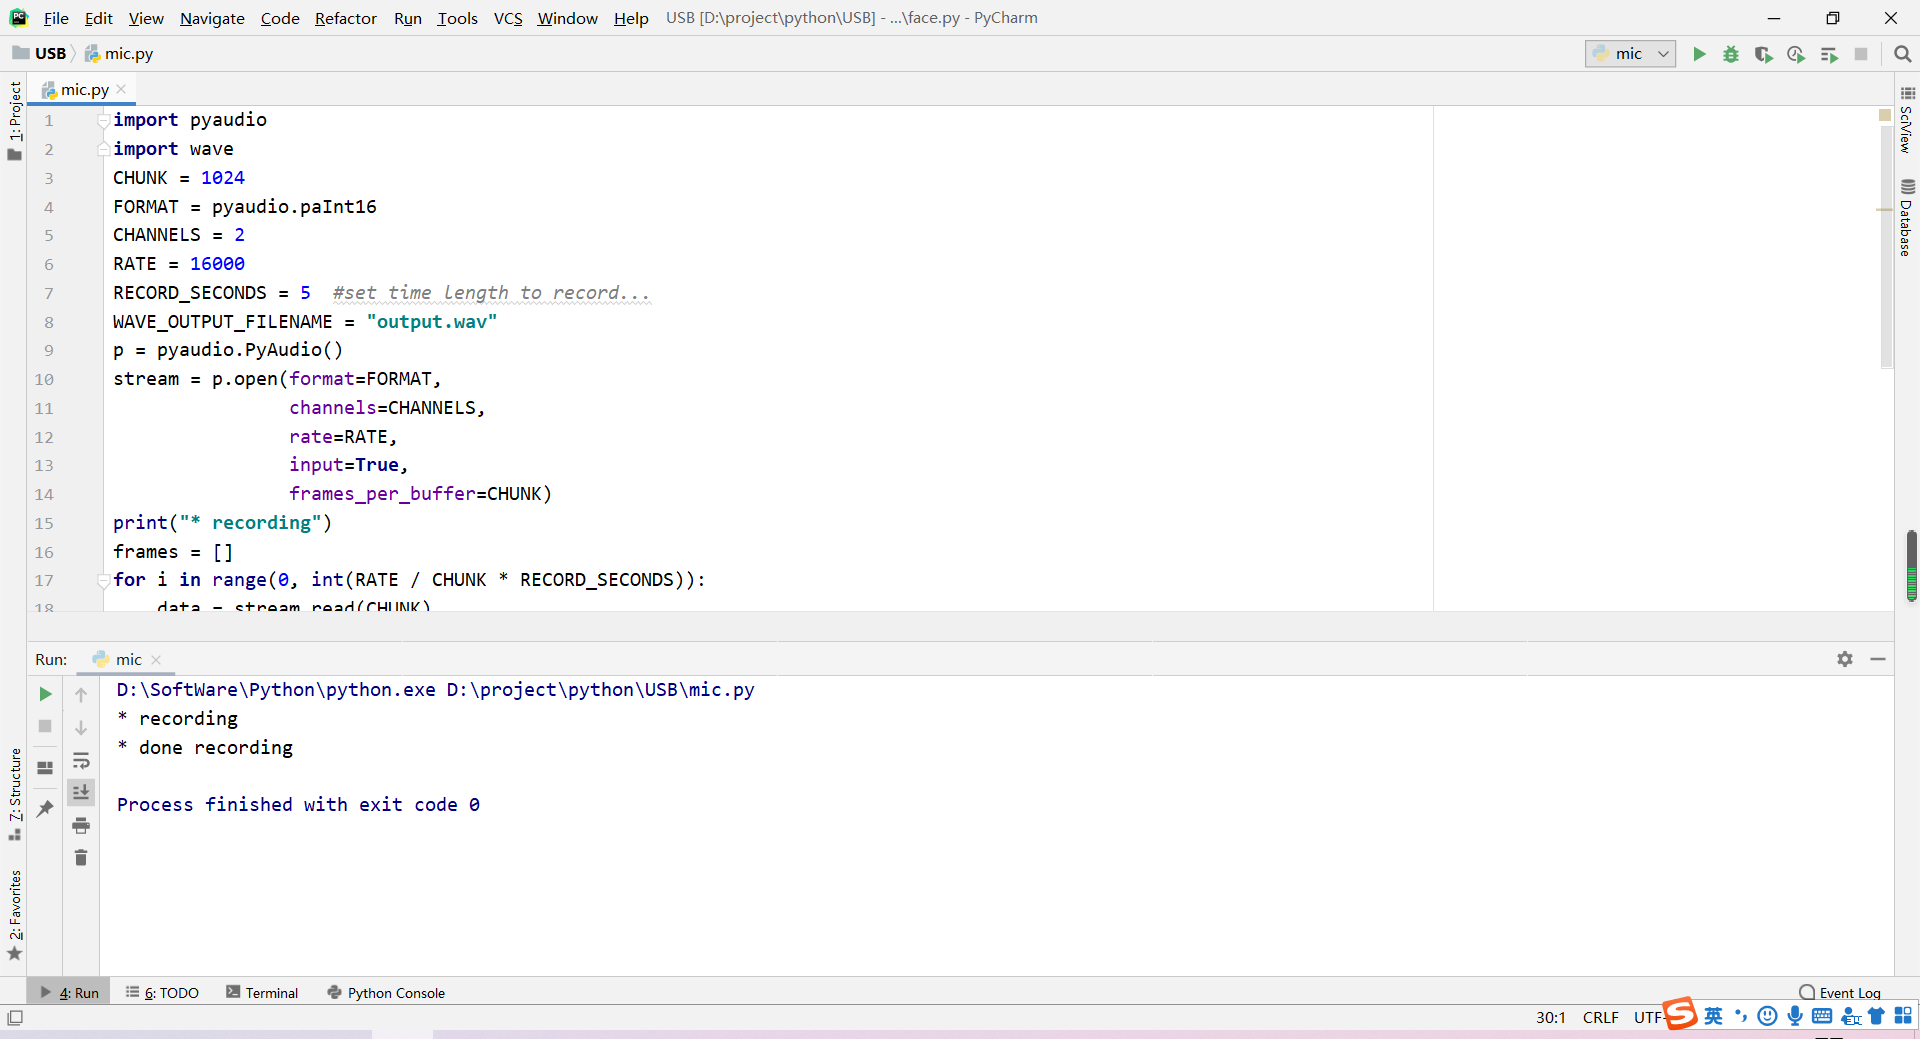 File Edit View Navigate Code Refactor Run Tools VCS Window Help USB [D:\project\python\USB] - ...\face.py - PyCharm
USB mic.py mic
mic.py
1 import pyaudio
2 import wave
3 CHUNK = 1024
4 FORMAT = pyaudio.paInt16
5 CHANNELS = 2
6 RATE = 16000
7 RECORD_SECONDS = 5  #set time length to record...
8 WAVE_OUTPUT_FILENAME = "output.wav"
9 p = pyaudio.PyAudio()
10 stream = p.open(format=FORMAT,
11                 channels=CHANNELS,
12                 rate=RATE,
13                 input=True,
14                 frames_per_buffer=CHUNK)
15 print("* recording")
16 frames = []
17 for i in range(0, int(RATE / CHUNK * RECORD_SECONDS)):
18     data = stream.read(CHUNK)
1: Project
7: Structure
2: Favorites
SciView
Database
Run: mic
D:\SoftWare\Python\python.exe D:\project\python\USB\mic.py
* recording
* done recording
Process finished with exit code 0
4: Run 6: TODO Terminal Python Console Event Log
30:1 CRLF UTF- S 英